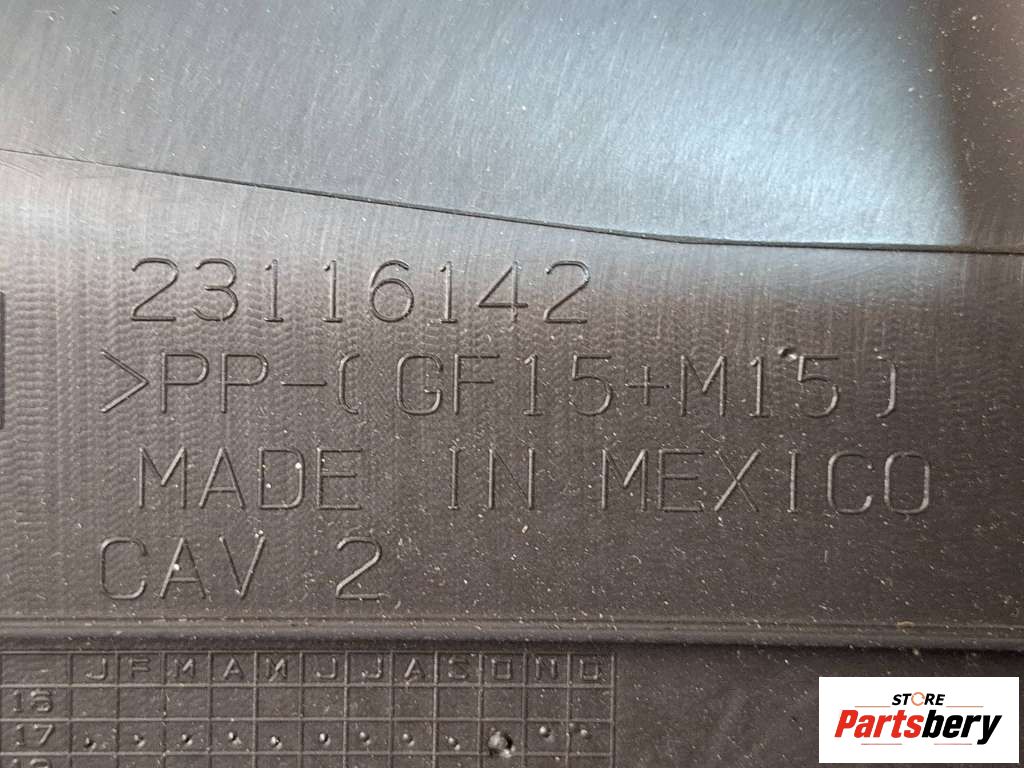 23116142
>PP-(GF15+M15)
MADE IN MEXICO
CAV 2
J F M A M J J A S O N D
16
17
STORE
Partsbery